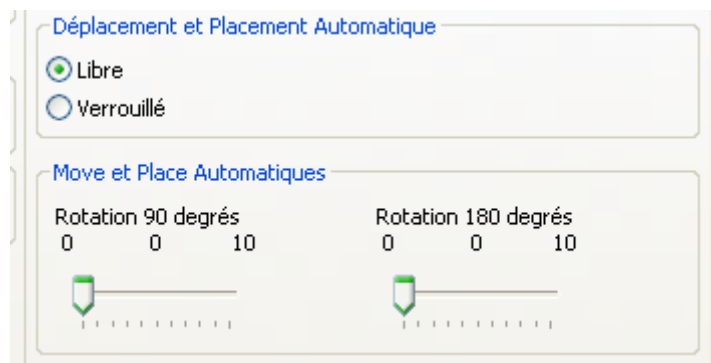 Déplacement et Placement Automatique
Libre
Verrouillé
Move et Place Automatiques
Rotation 90 degrés
0 0 10
Rotation 180 degrés
0 0 10